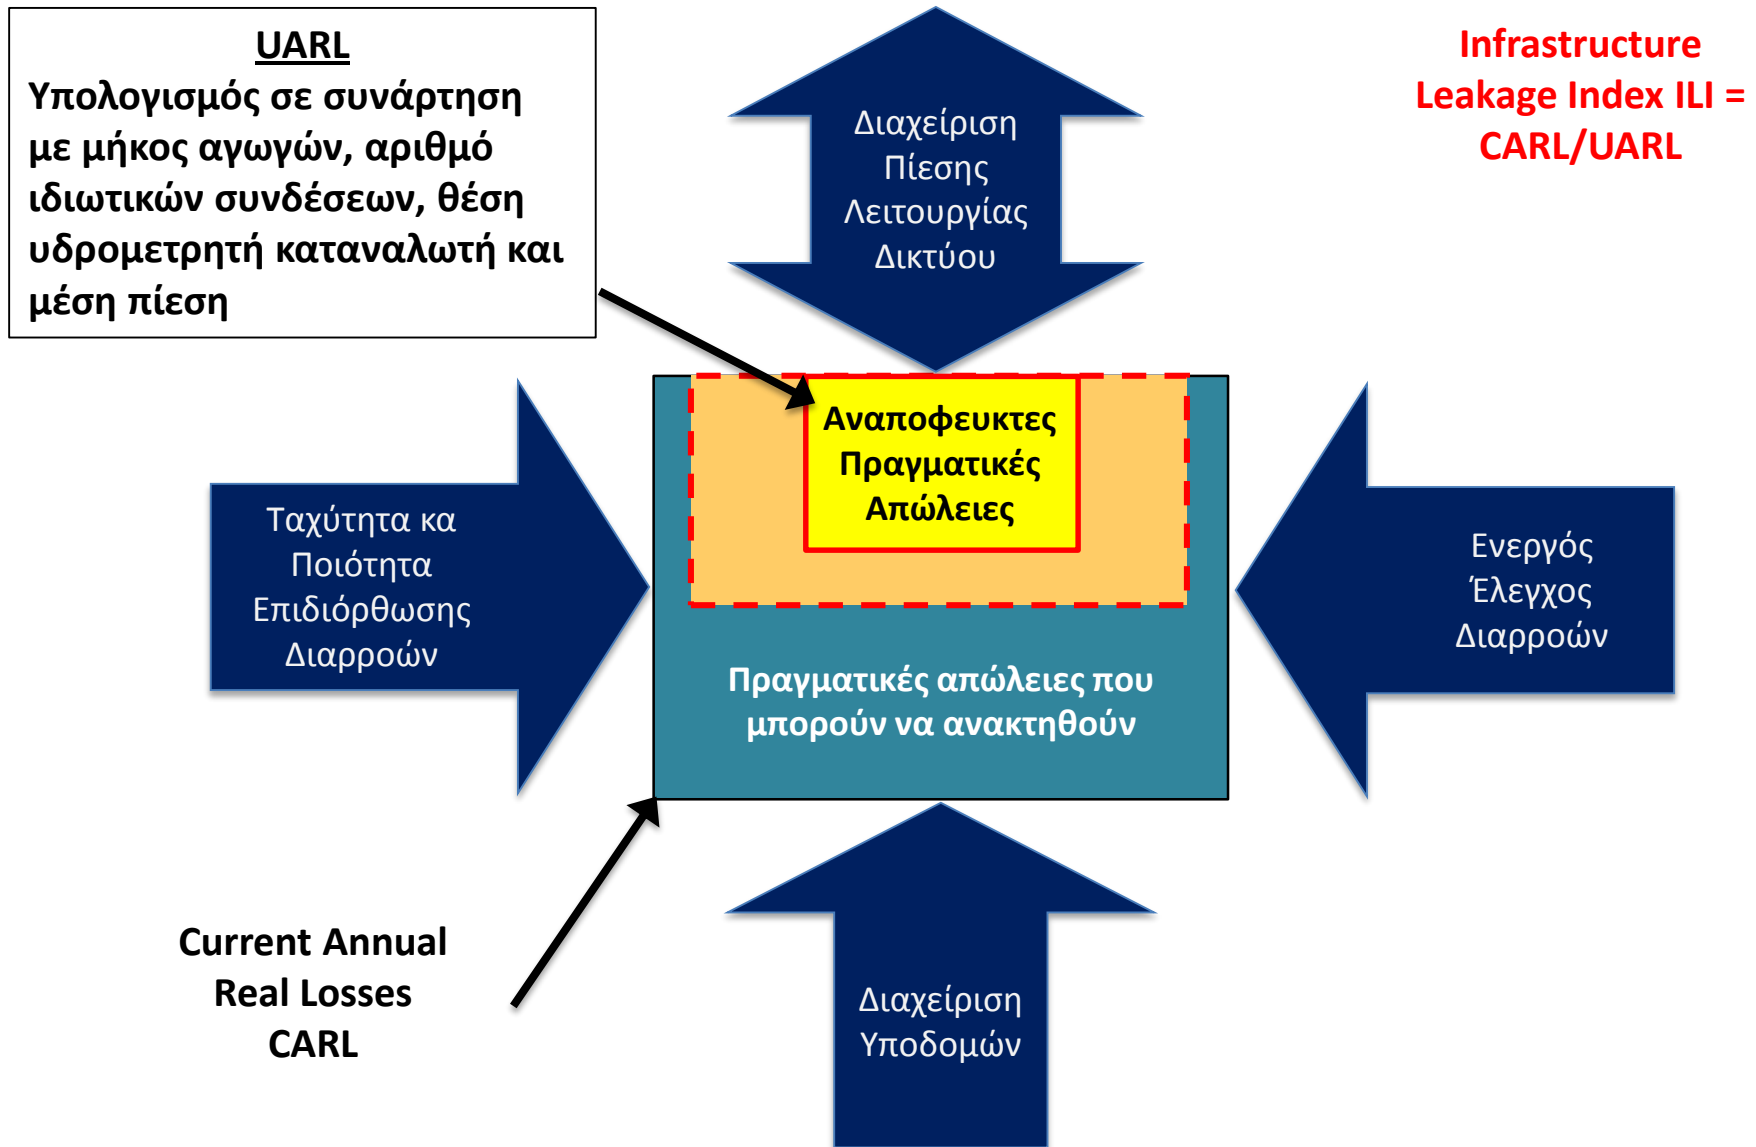 UARL
Υπολογισμός σε συνάρτηση
με μήκος αγωγών, αριθμό
ιδιωτικών συνδέσεων, θέση
υδρομετρητή καταναλωτή και
μέση πίεση
Διαχείριση
Πίεσης
Λειτουργίας
Δικτύου
Infrastructure
Leakage Index ILI =
CARL/UARL
Αναποφευκτες
Πραγματικές
Απώλειες
Ταχύτητα κα
Ποιότητα
Επιδιόρθωσης
Διαρροών
Ενεργός
Έλεγχος
Διαρροών
Πραγματικές απώλειες που
μπορούν να ανακτηθούν
Current Annual
Real Losses
CARL
Διαχείριση
Υποδομών